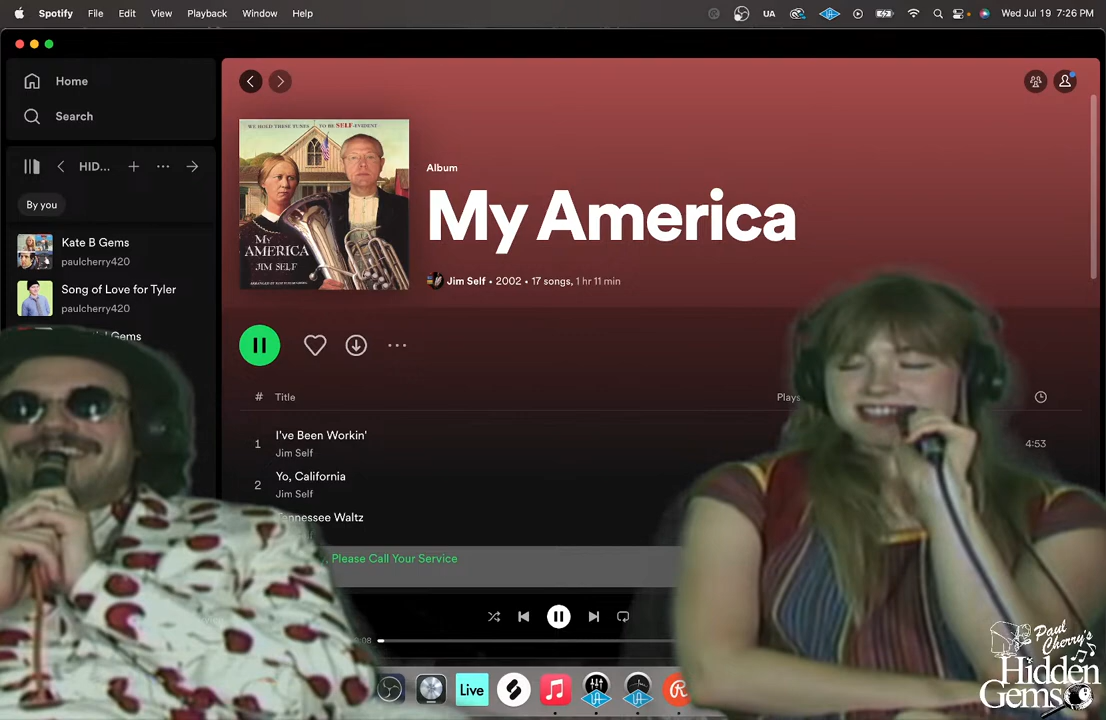 Spotify File Edit View Playback Window Help
UA
Wed Jul 19 7:26 PM
Home
Search
HID...
By you
Kate B Gems
paulcherry420
Song of Love for Tyler
paulcherry420
Gems
WE HOLD THESE TUNES TO BE SELF-EVIDENT
MY
AMERICA
JIM SELF
Album
My America
Jim Self • 2002 • 17 songs, 1 hr 11 min
# Title Plays
1 I've Been Workin' 4:53
Jim Self
2 Yo, California
Jim Self
Tennessee Waltz
, Please Call Your Service
:08
Live
Paul
Cherry's
Hidden
Gems